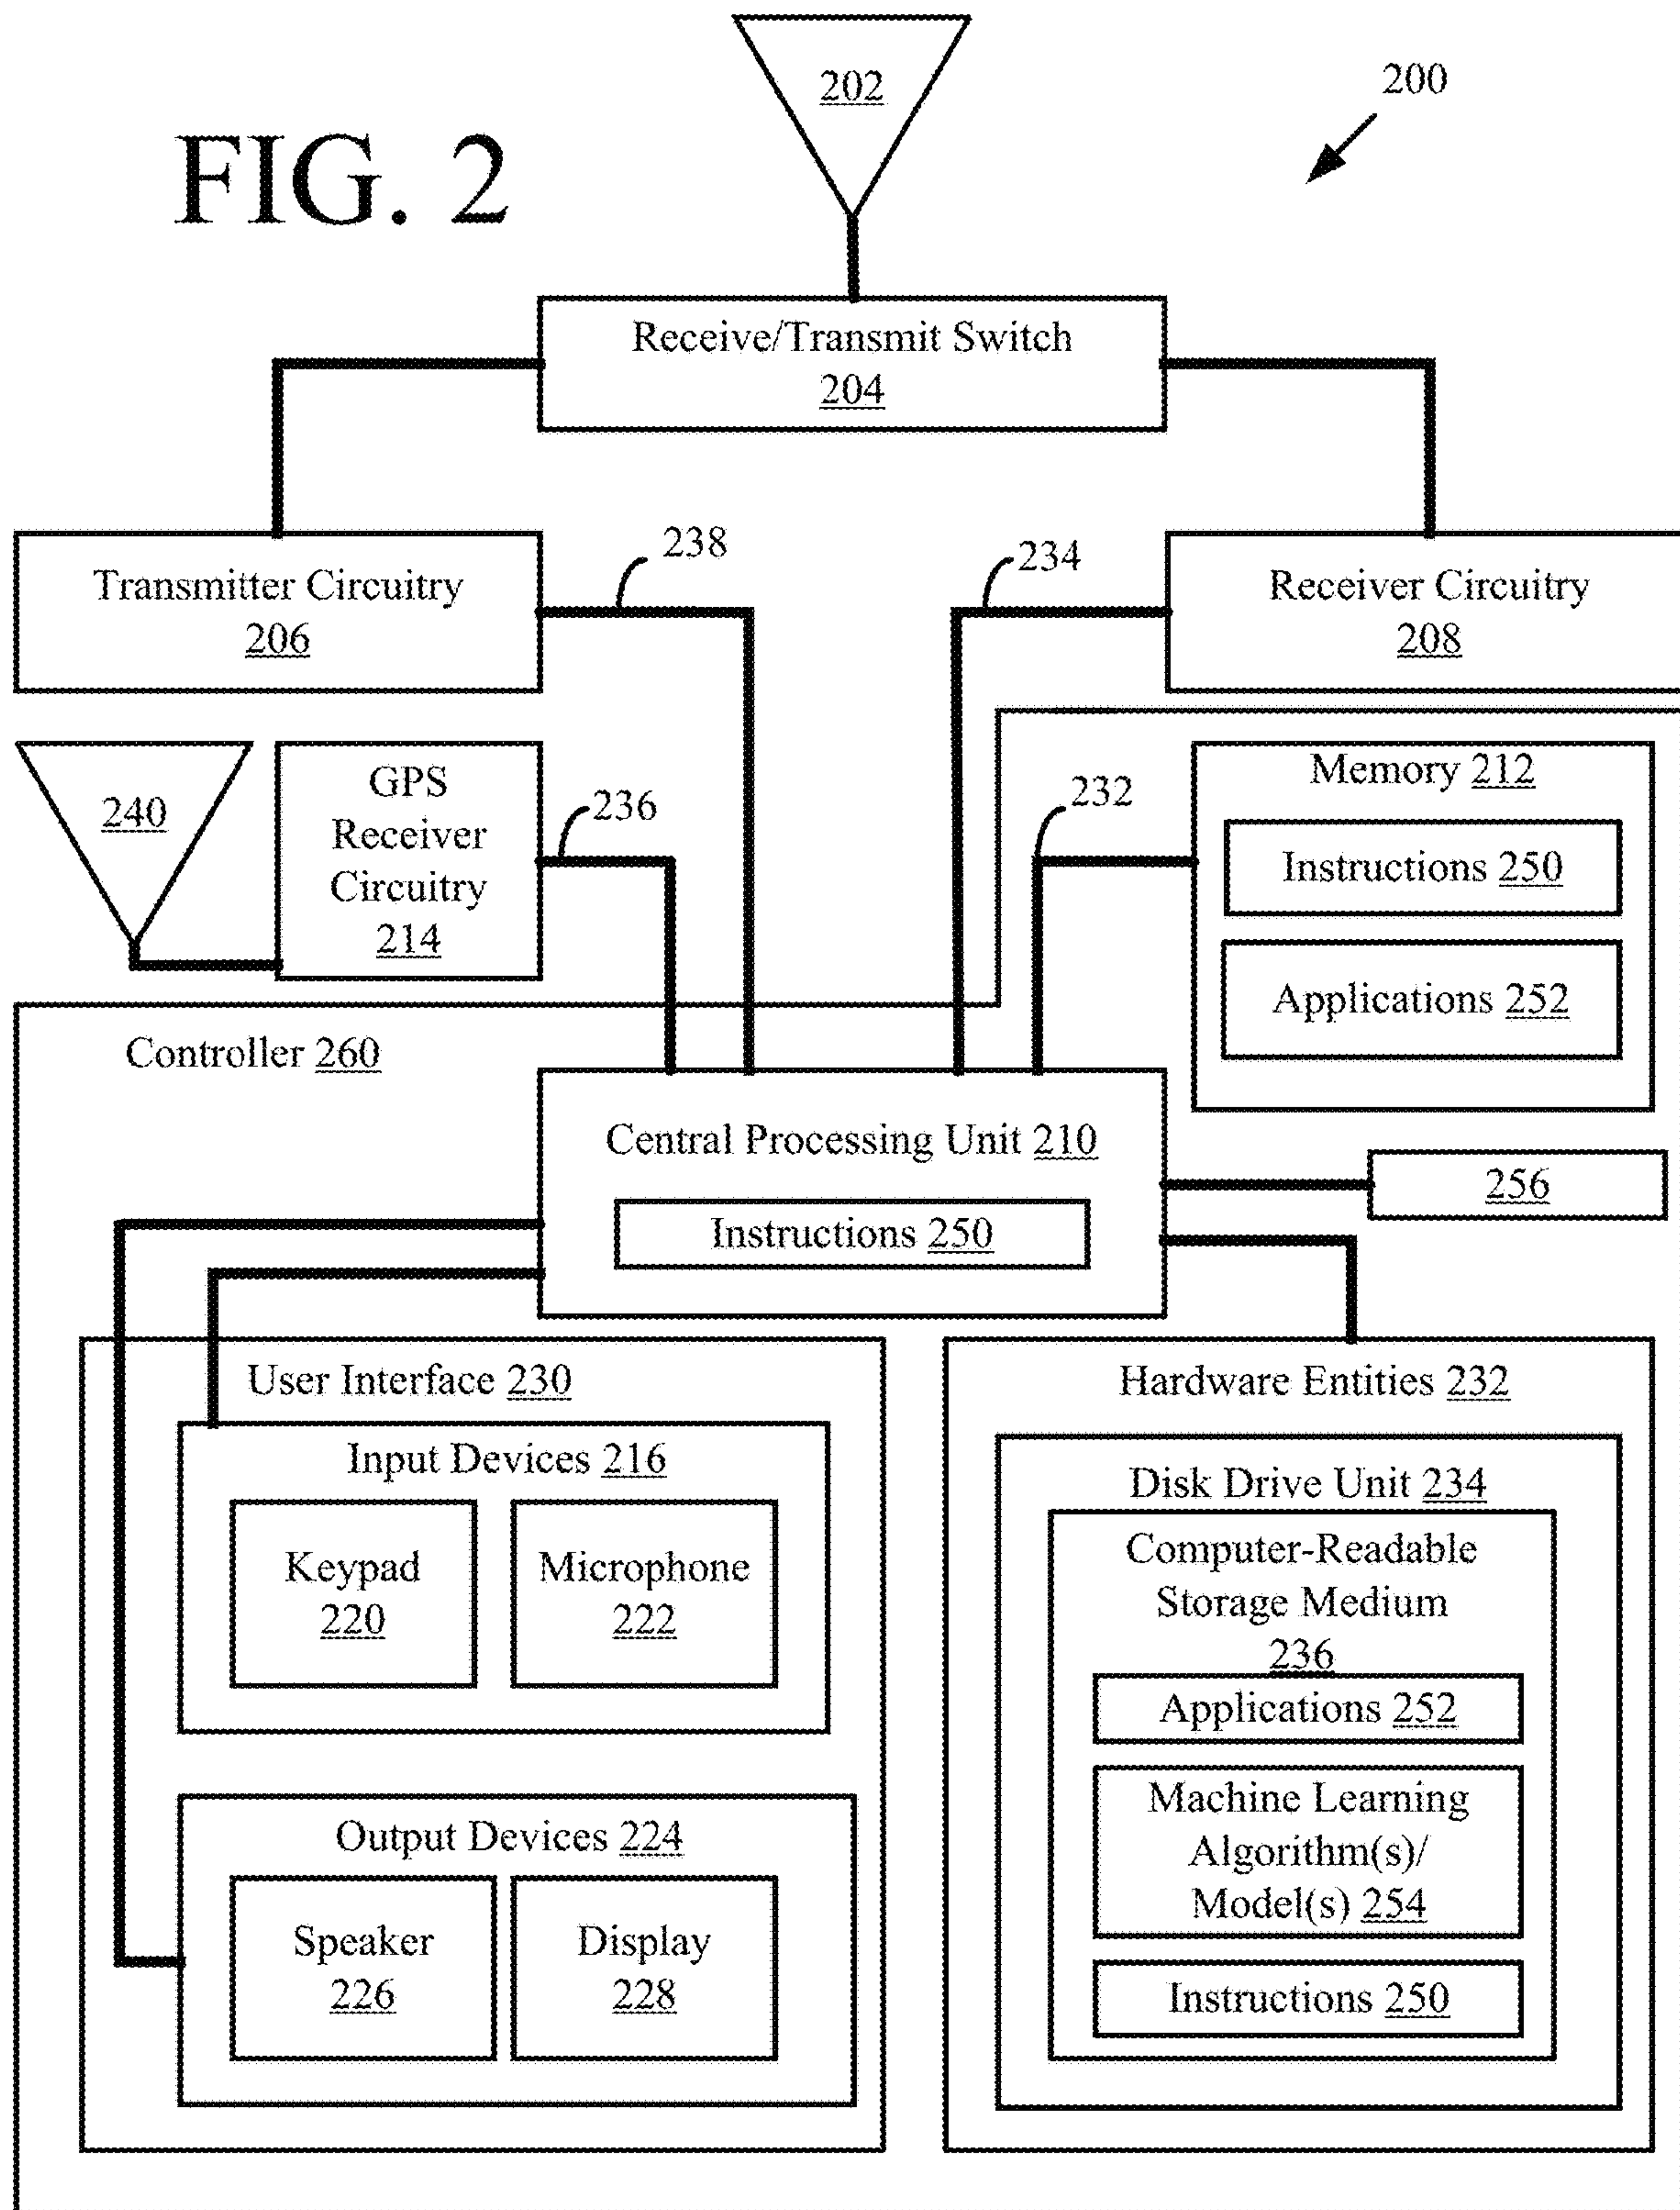 202
200
FIG. 2
Receive/Transmit Switch
204
238
234
Transmitter Circuitry
206
Receiver Circuitry
208
240
GPS
Receiver
Circuitry
214
236
232
Memory 212
Instructions 250
Applications 252
Controller 260
Central Processing Unit 210
Instructions 250
256
User Interface 230
Input Devices 216
Keypad
220
Microphone
222
Output Devices 224
Speaker
226
Display
228
Hardware Entities 232
Disk Drive Unit 234
Computer-Readable
Storage Medium
236
Applications 252
Machine Learning
Algorithm(s)/
Model(s) 254
Instructions 250